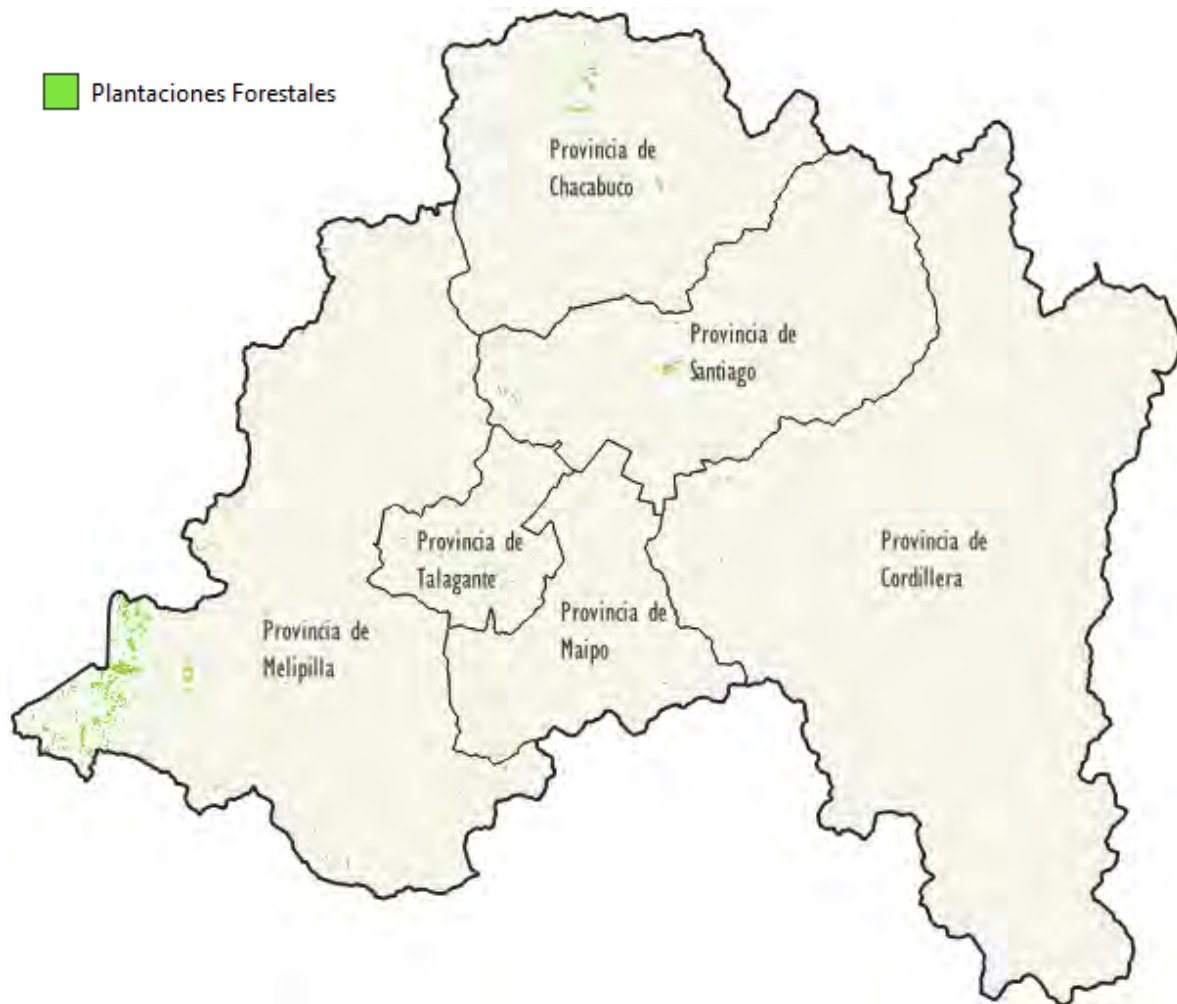 Plantaciones Forestales
Provincia de
Chacabuco
Provincia de
Santiago
Provincia de
Talagante
Provincia de
Cordillera
Provincia de
Melipilla
Provincia de
Maipo